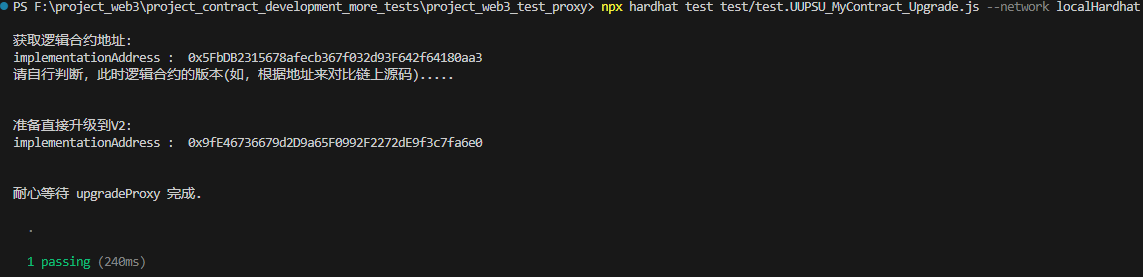 PS F:\project_web3\project_contract_development_more_tests\project_web3_test_proxy> npx hardhat test test/test.UUPSU_MyContract_Upgrade.js --network localHardhat
获取逻辑合约地址:
implementationAddress :  0x5FbDB2315678afecb367f032d93F642f64180aa3
请自行判断, 此时逻辑合约的版本(如, 根据地址来对比链上源码).....
准备直接升级到V2:
implementationAddress :  0x9fE46736679d2D9a65F0992F2272dE9f3c7fa6e0
耐心等待 upgradeProxy 完成.
.
1 passing (240ms)